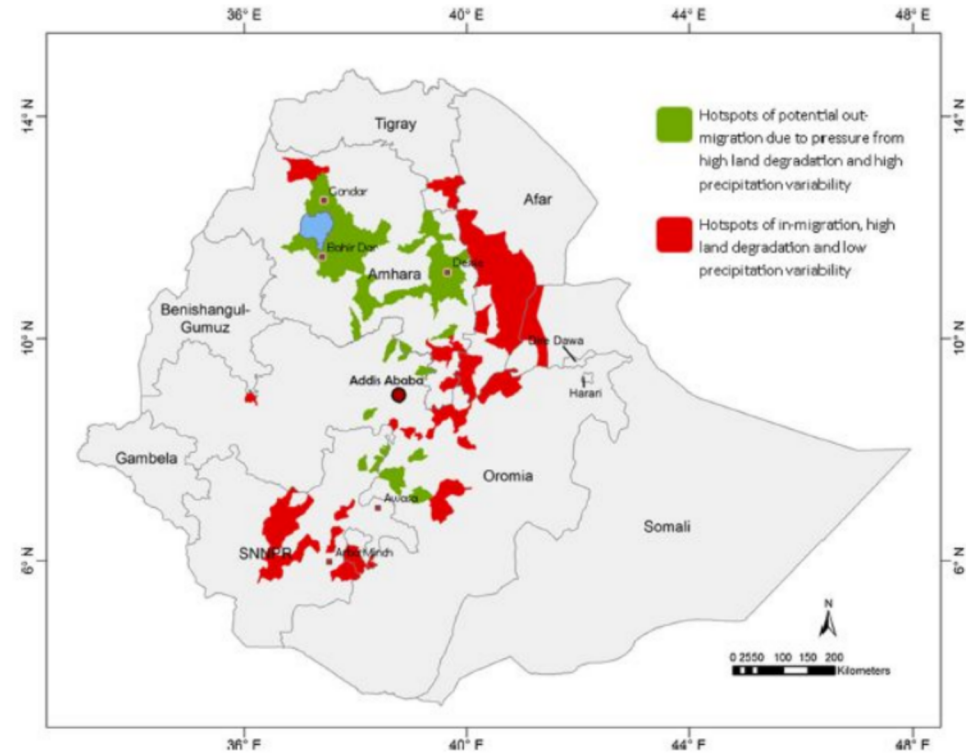 36° E 40° E 44° E 48° E
14° N 14° N
Tigray
Hotspots of potential out-
migration due to pressure from
high land degradation and high
precipitation variability
Gondar
Afar
Hotspots of in-migration, high
land degradation and low
precipitation variability
Bahir Dar
Dessie
Amhara
Benishangul-
Gumuz
10° N 10° N
Dire Dawa
Addis Ababa
Harari
Gambela
Oromia
Awasa
Somali
SNNPR
Arba Minch
6° N 6° N
N
0 25 50 100 150 200
Kilometers
36° E 40° E 44° E 48° E